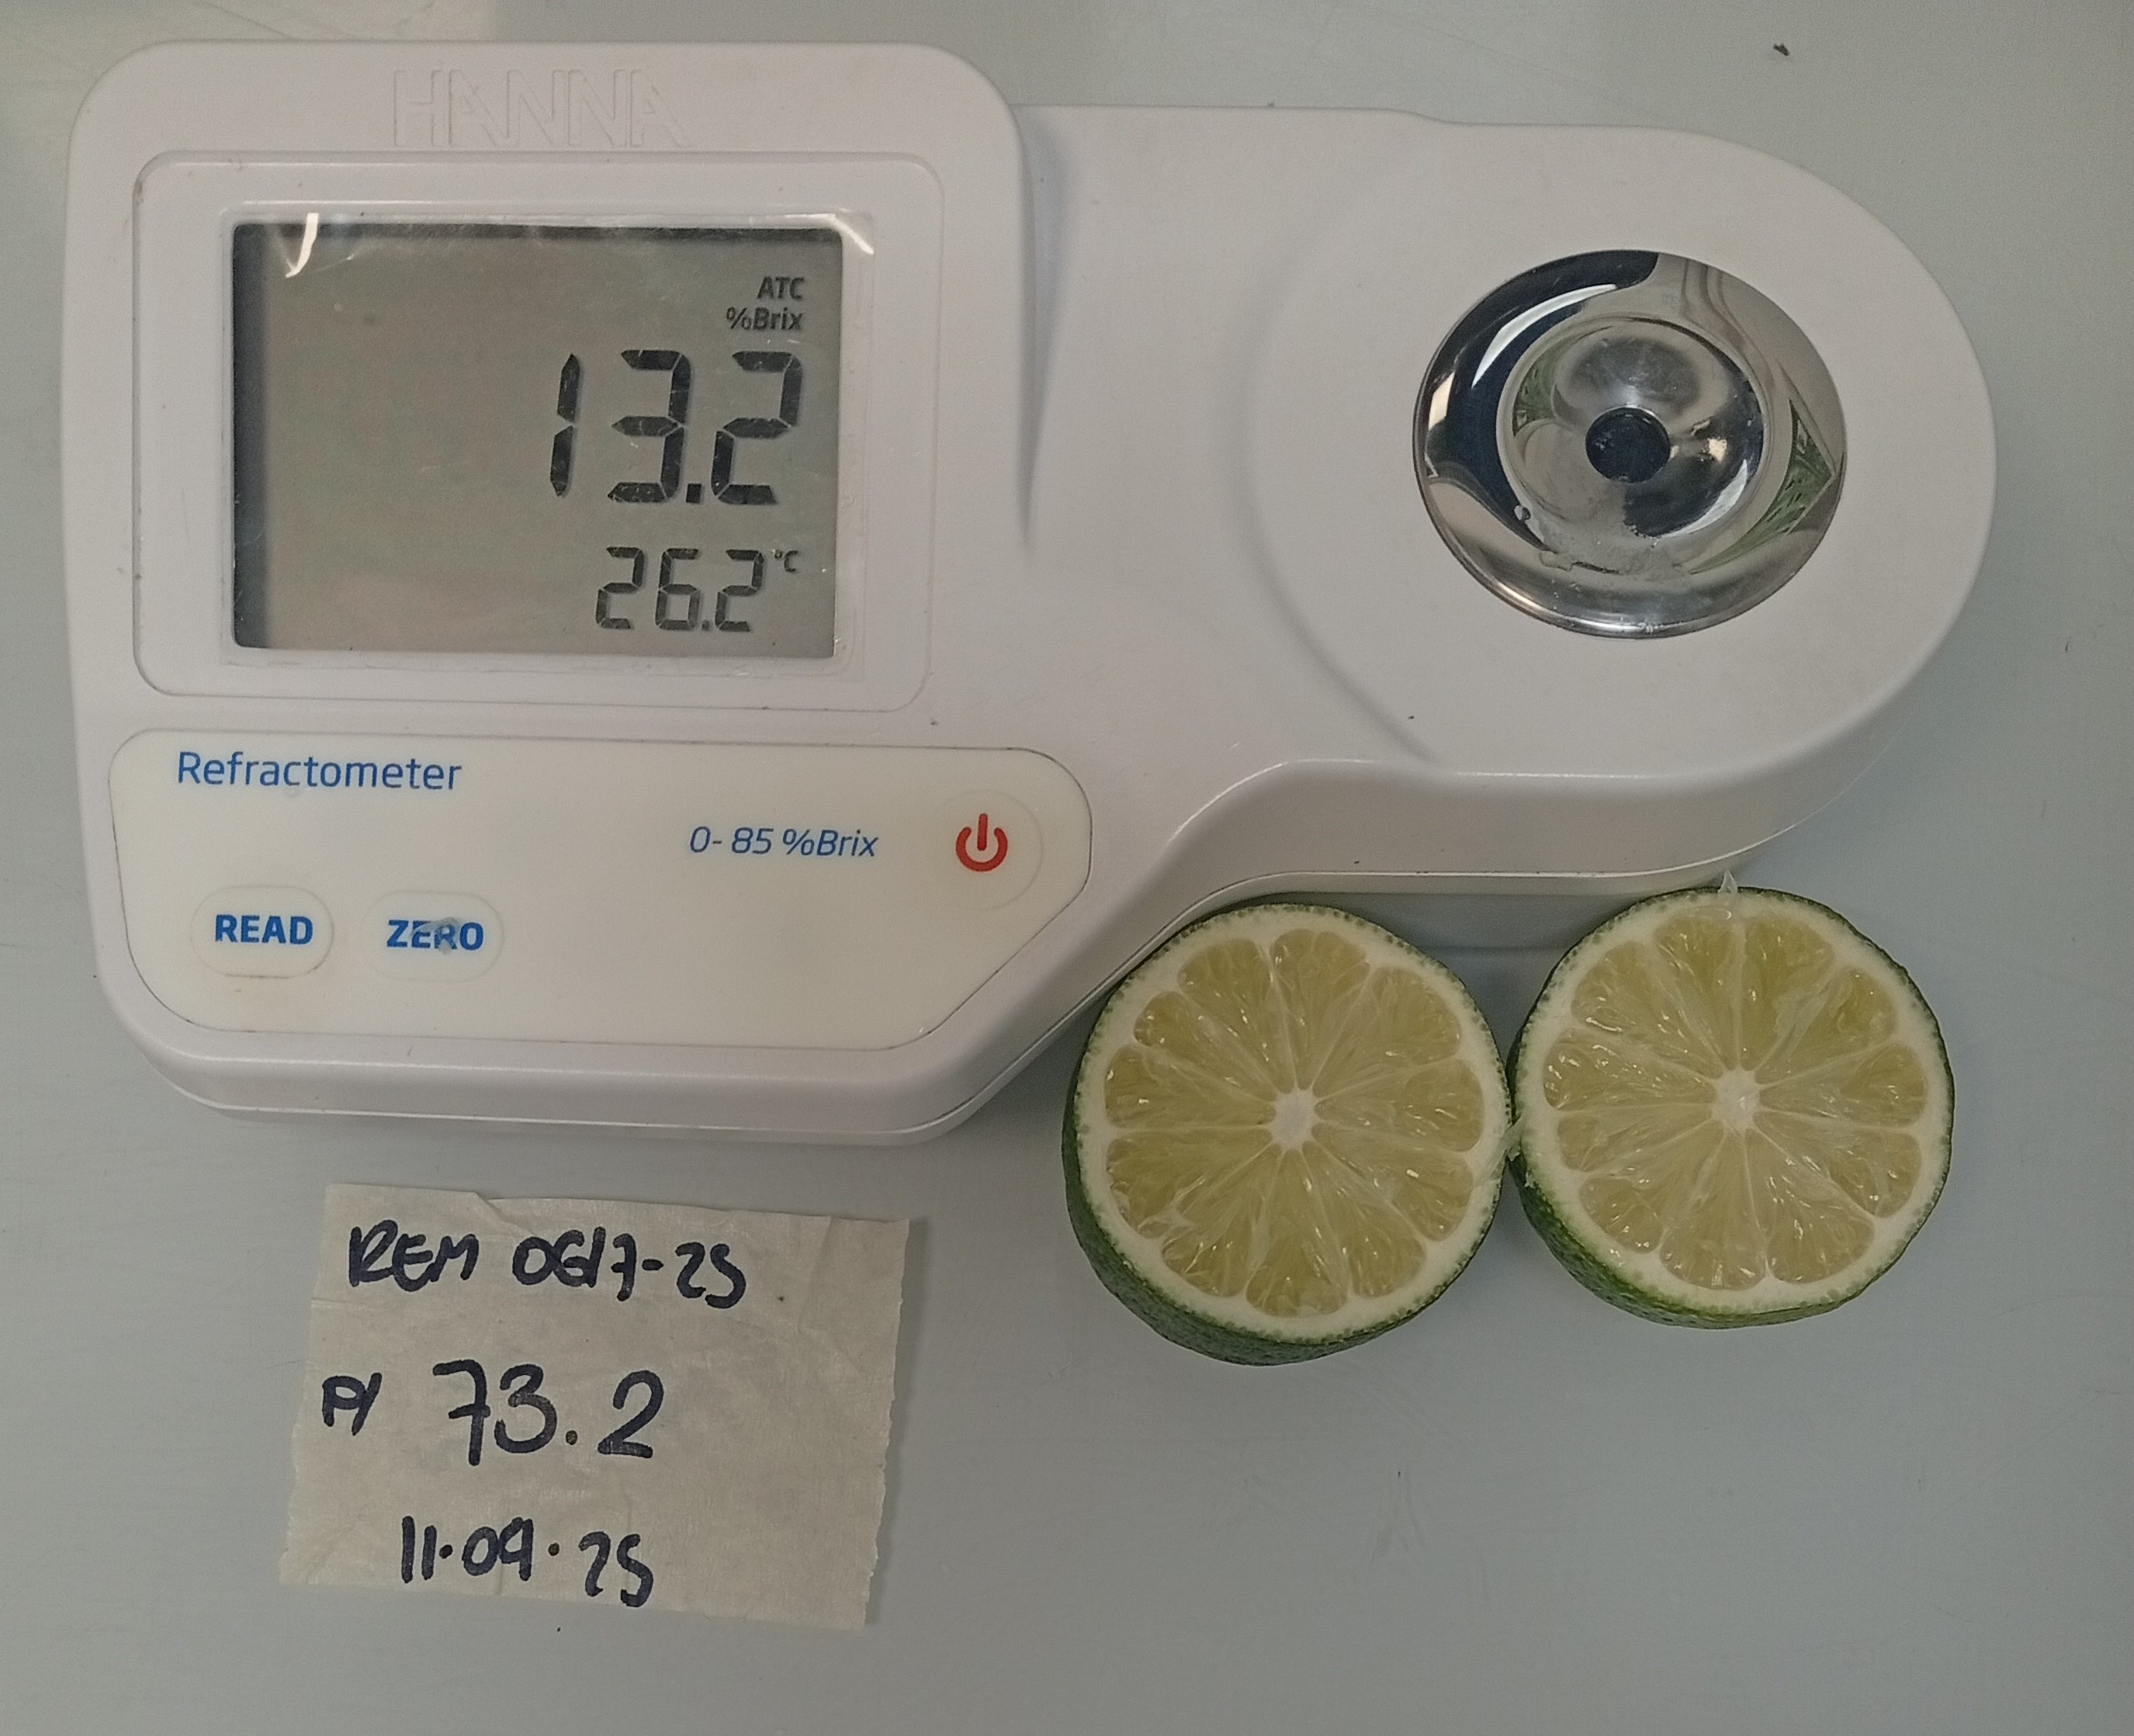 HANNA
ATC
%Brix
13.2
26.2 °C
Refractometer
0-85 %Brix
READ
ZERO
REM 0617-25
P/ 73.2
11.09.25